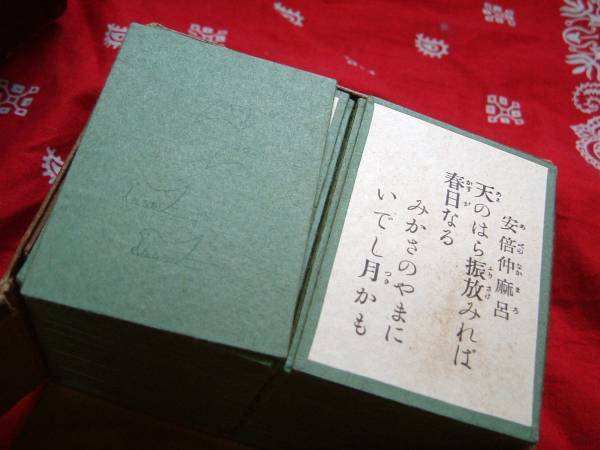 安倍仲麻呂
天のはら振放みれば
春日なる
みかさのやまに
いでし月かも